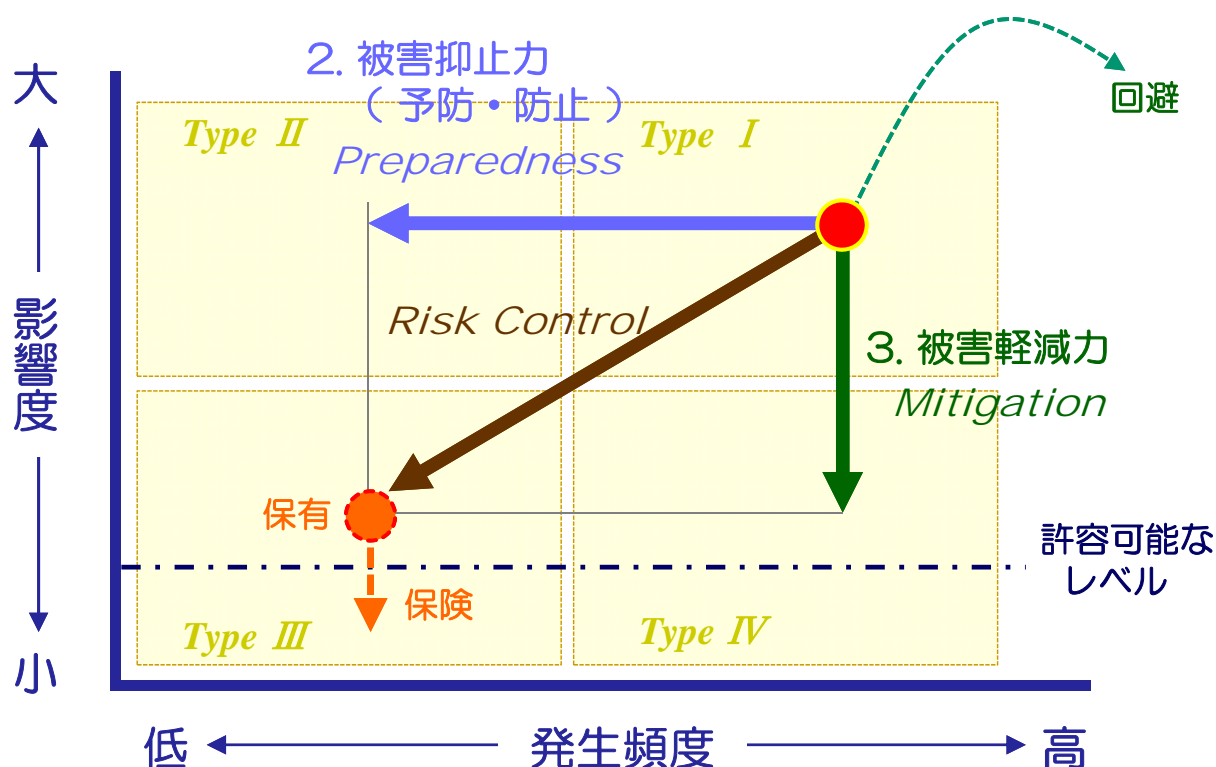 2. 被害抑止力
( 予防・防止 )
Preparedness
大
回避
Type Ⅱ
Type Ⅰ
影響度
Risk Control
3. 被害軽減力
Mitigation
保有
許容可能な
レベル
保険
Type Ⅲ
Type Ⅳ
小
低
発生頻度
高